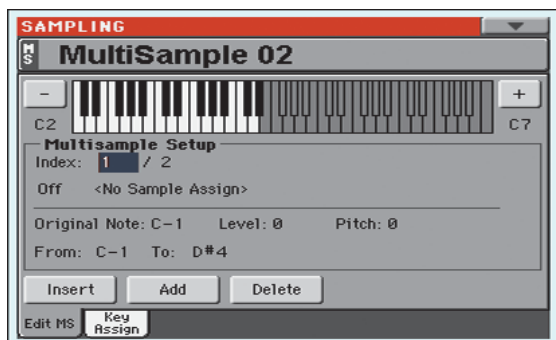 SAMPLING
MS MultiSample 02
- +
C2 C7
Multisample Setup
Index: 1 / 2
Off <No Sample Assign>
Original Note: C-1 Level: 0 Pitch: 0
From: C-1 To: D#4
Insert Add Delete
Edit MS Key Assign